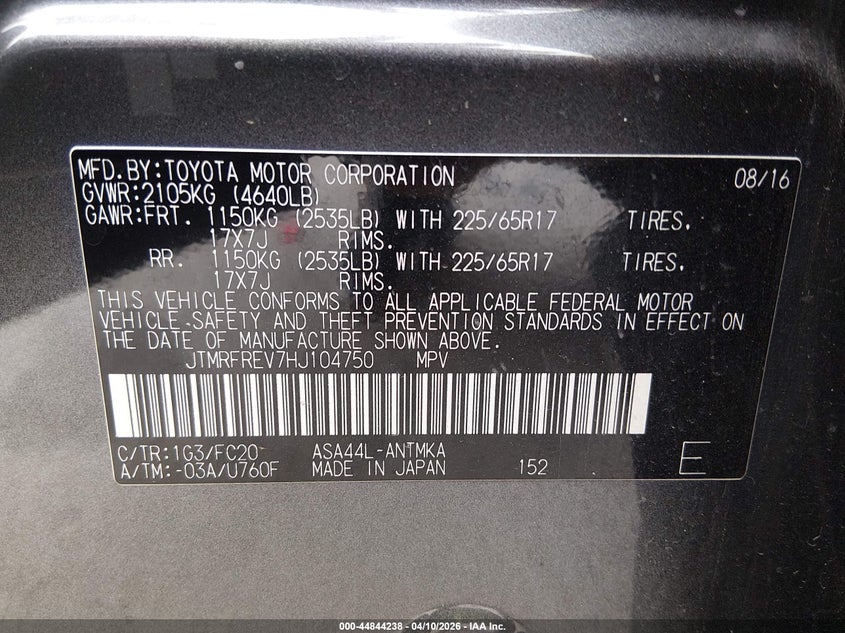 MFD.BY:TOYOTA MOTOR CORPORATION 08/16
GVWR:2105KG (4640LB)
GAWR:FRT. 1150KG (2535LB) WITH 225/65R17 TIRES.
17X7J RIMS.
RR. 1150KG (2535LB) WITH 225/65R17 TIRES.
17X7J RIMS.
THIS VEHICLE CONFORMS TO ALL APPLICABLE FEDERAL MOTOR
VEHICLE SAFETY AND THEFT PREVENTION STANDARDS IN EFFECT ON
THE DATE OF MANUFACTURE SHOWN ABOVE.
JTMRFREV7HJ104750 MPV
C/TR:1G3/FC20 ASA44L-ANTMKA
A/TM:-03A/U760F MADE IN JAPAN 152 E
000-44844238 - 04/10/2026 - IAA Inc.